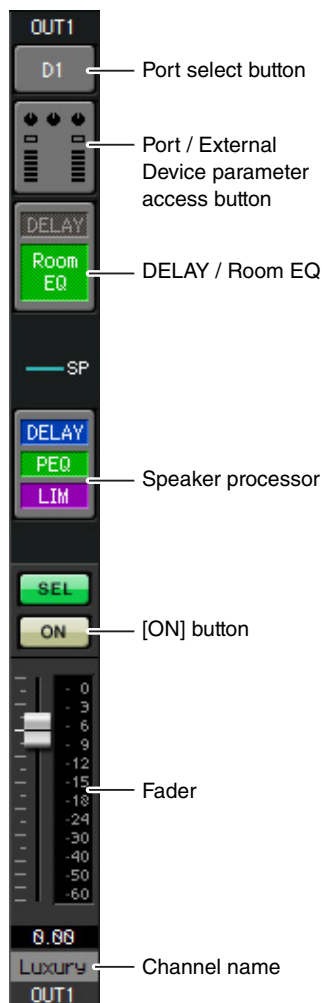 OUT1
D1
Port select button
Port / External
Device parameter
access button
DELAY
Room
EQ
DELAY / Room EQ
SP
DELAY
PEQ
LIM
Speaker processor
SEL
ON
[ON] button
- 0
- 3
- 6
- 9
-12
-15
-18
-24
-30
-40
-50
-60
Fader
0.00
Luxury
Channel name
OUT1